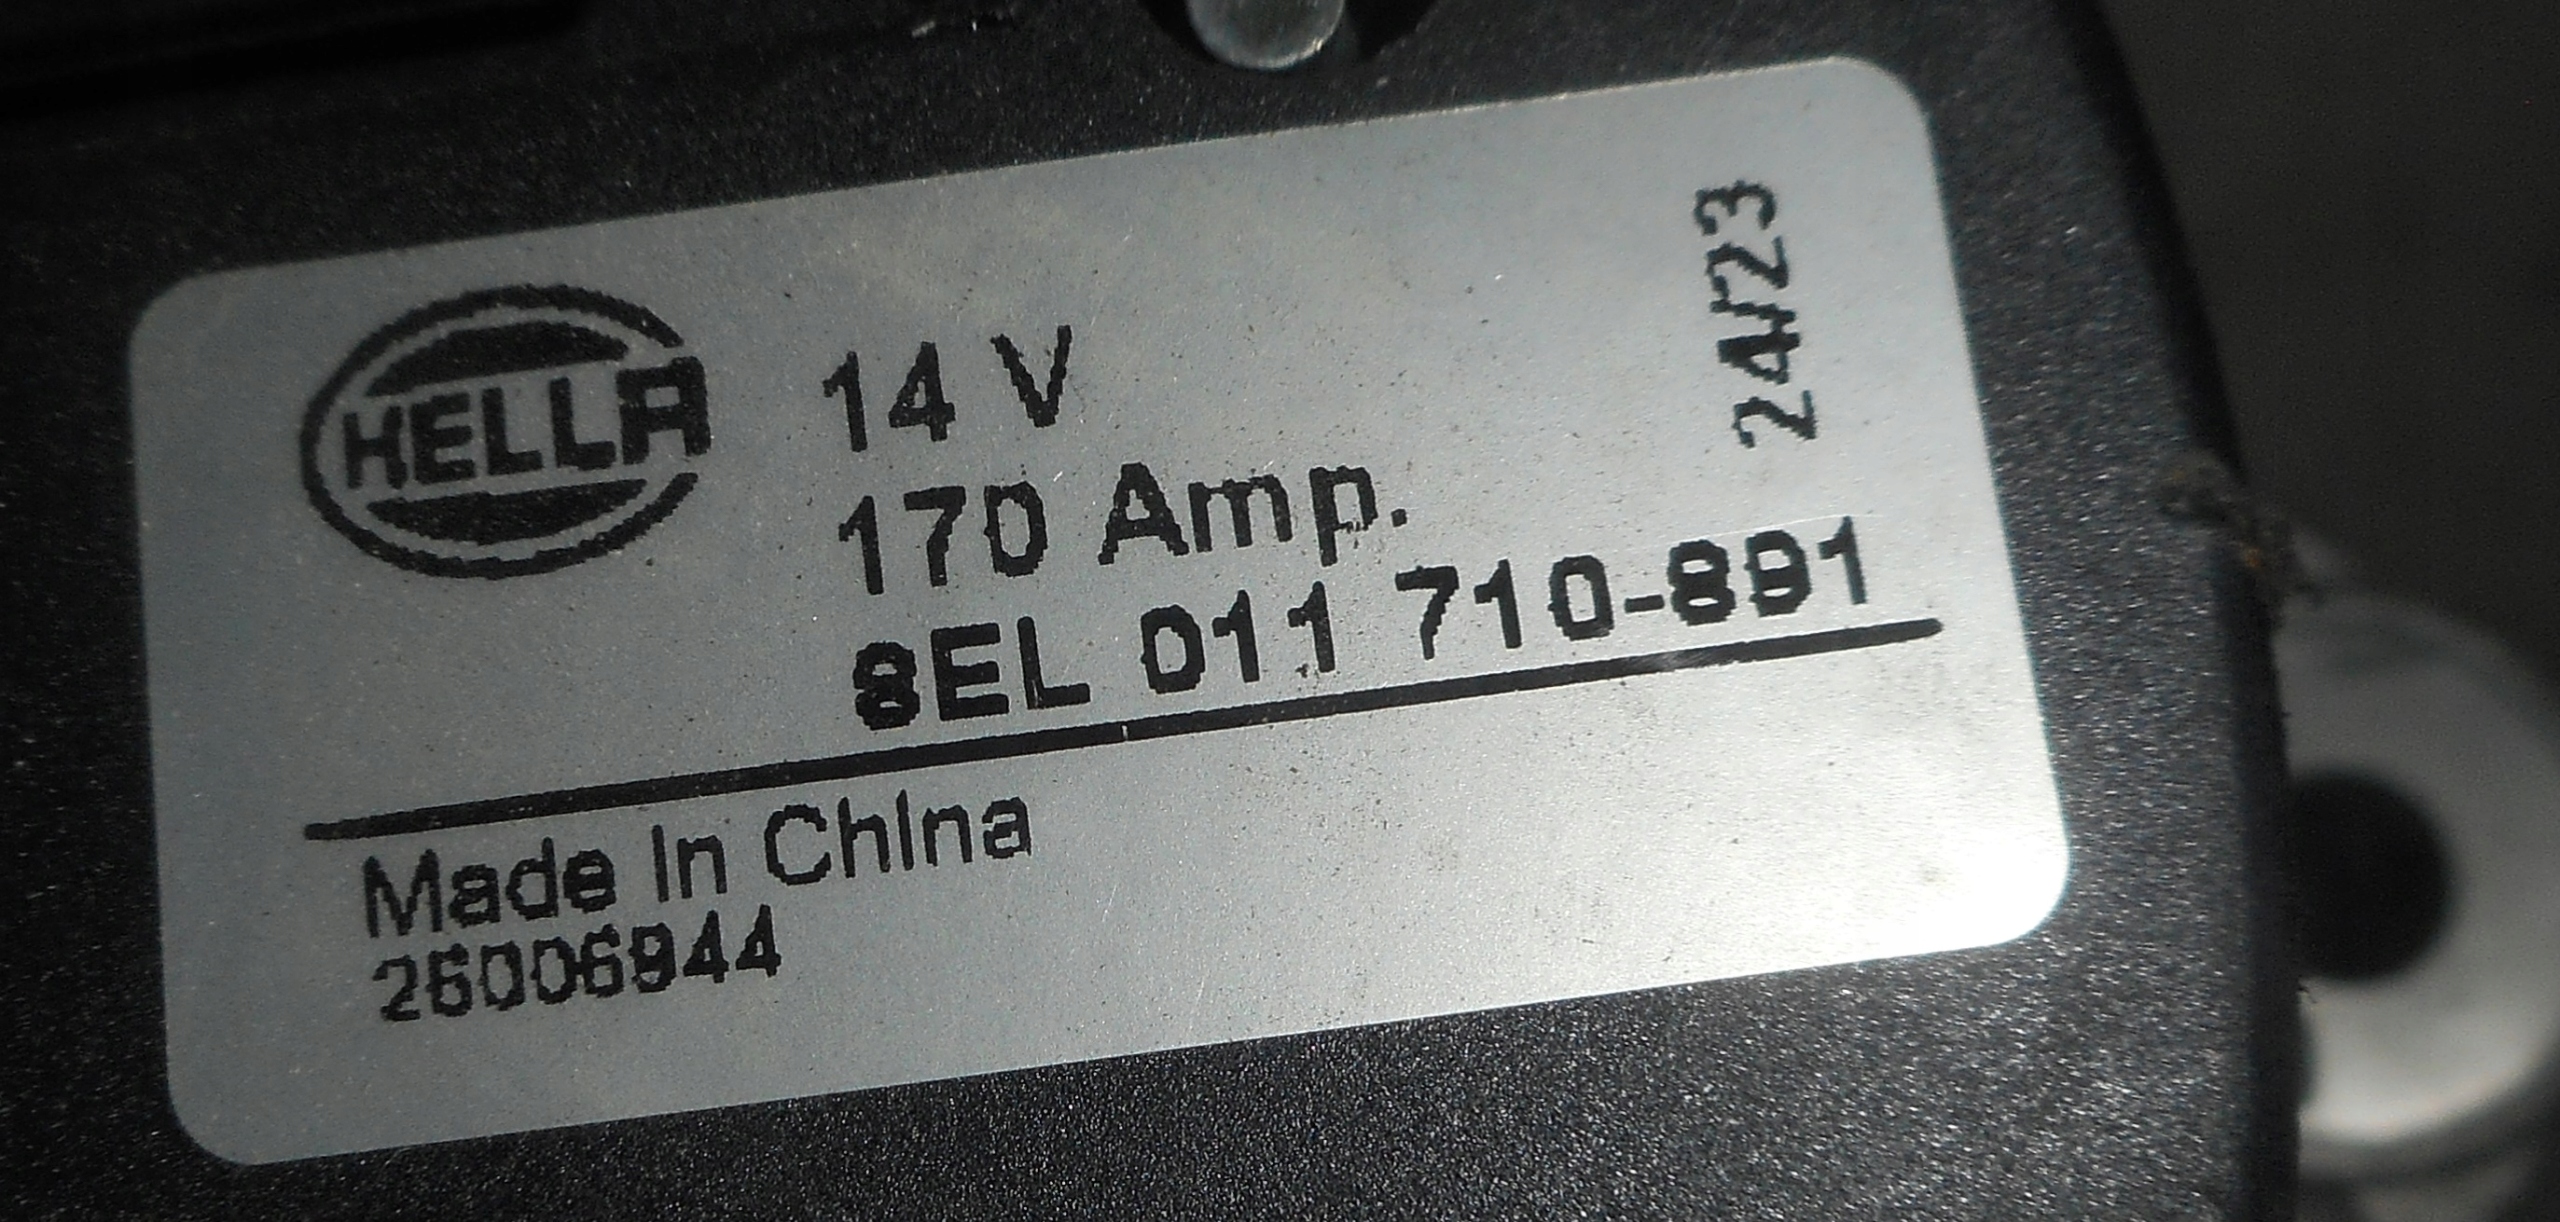 HELLA
14 V
170 Amp.
24/23
8EL 011 710-891
Made In China
26006944